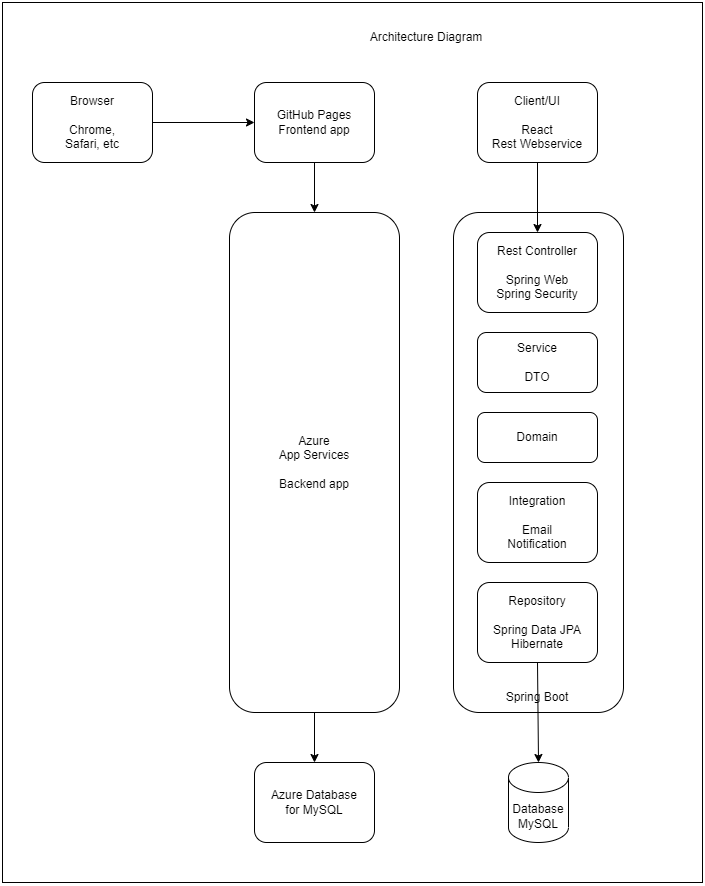 Architecture Diagram
Browser
Chrome,
Safari, etc
GitHub Pages
Frontend app
Client/UI
React
Rest Webservice
Azure
App Services
Backend app
Rest Controller
Spring Web
Spring Security
Service
DTO
Domain
Integration
Email
Notification
Repository
Spring Data JPA
Hibernate
Spring Boot
Azure Database
for MySQL
Database
MySQL